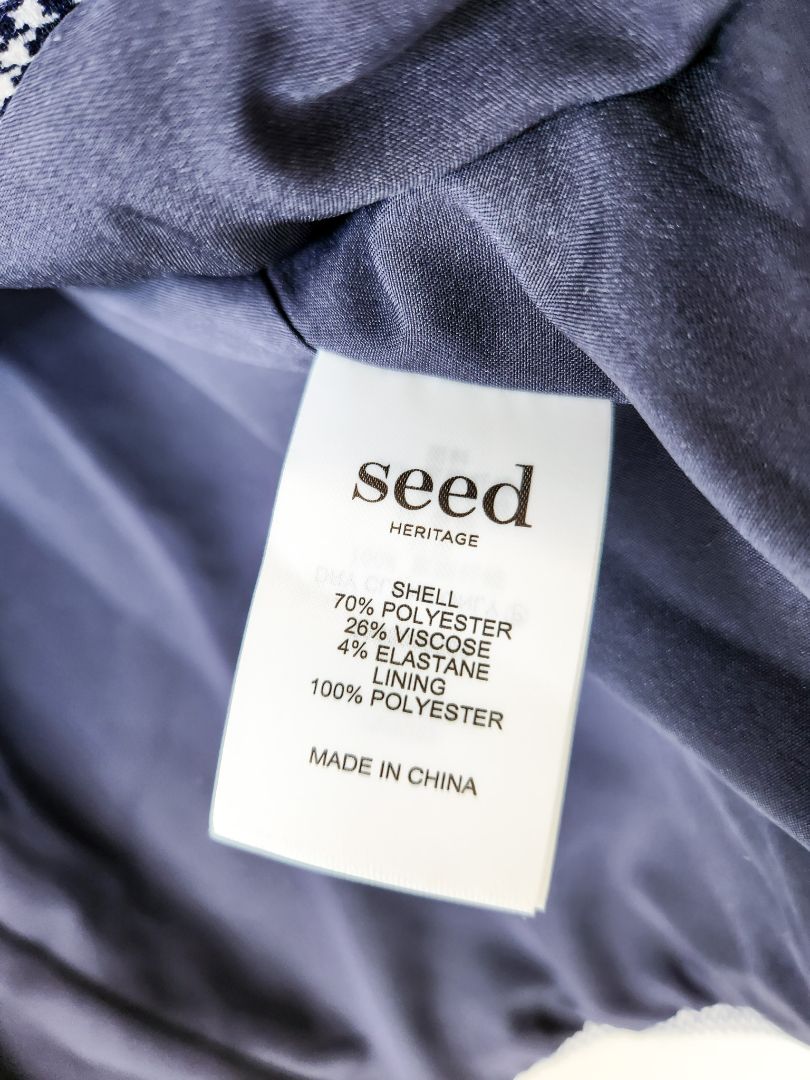 seed
HERITAGE
SHELL
70% POLYESTER
26% VISCOSE
4% ELASTANE
LINING
100% POLYESTER
MADE IN CHINA